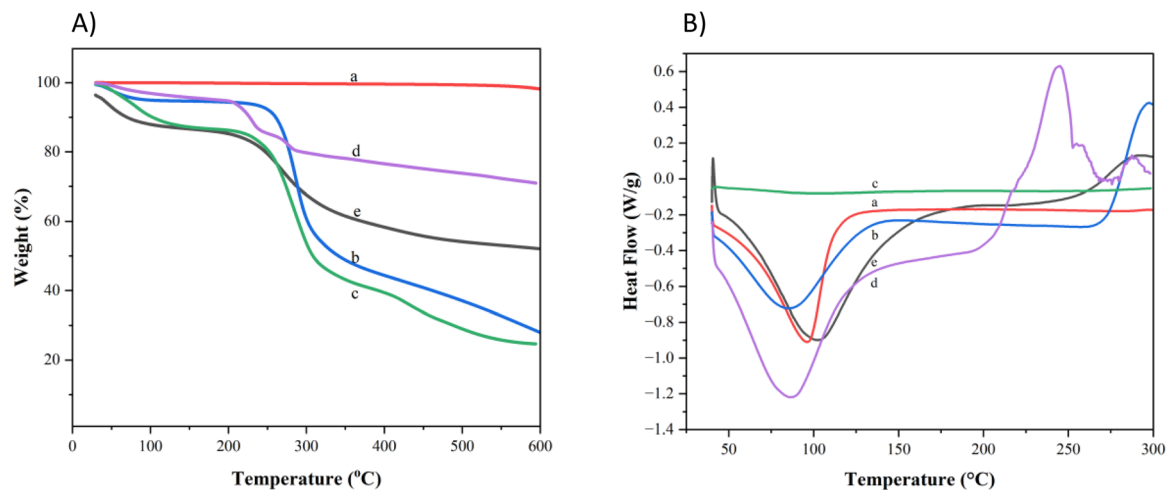 A)
100
80
60
40
20
0
100
200
300
400
500
600
Weight (%)
Temperature (°C)
a
d
e
b
c
B)
0.6
0.4
0.2
0.0
−0.2
−0.4
−0.6
−0.8
−1.0
−1.2
−1.4
50
100
150
200
250
300
Heat Flow (W/g)
Temperature (°C)
c
a
b
e
d